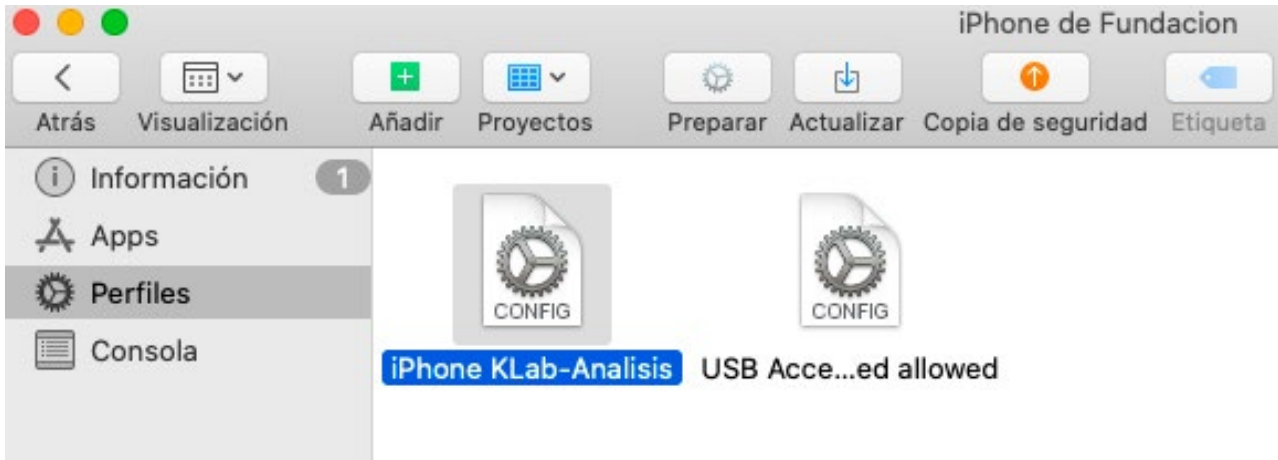 iPhone de Fundacion
Atrás Visualización Añadir Proyectos Preparar Actualizar Copia de seguridad Etiqueta
Información 1
Apps
Perfiles
Consola
CONFIG CONFIG
iPhone KLab-Analisis USB Acce...ed allowed